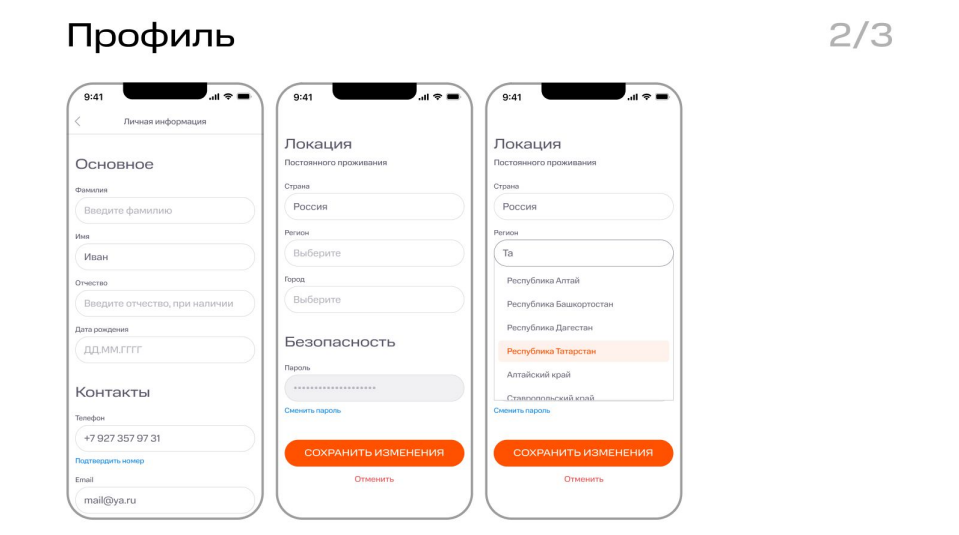 Профиль
2/3
9:41
Личная информация
Основное
Фамилия
Введите фамилию
Имя
Иван
Отчество
Введите отчество, при наличии
Дата рождения
ДД.ММ.ГГГГ
Контакты
Телефон
+7 927 357 97 31
Подтвердить номер
Email
mail@ya.ru
9:41
Локация
Постоянного проживания
Страна
Россия
Регион
Выберите
Город
Выберите
Безопасность
Пароль
Сменить пароль
СОХРАНИТЬ ИЗМЕНЕНИЯ
Отменить
9:41
Локация
Постоянного проживания
Страна
Россия
Регион
Та
Республика Алтай
Республика Башкортостан
Республика Дагестан
Республика Татарстан
Алтайский край
Ставропольский край
Сменить пароль
СОХРАНИТЬ ИЗМЕНЕНИЯ
Отменить